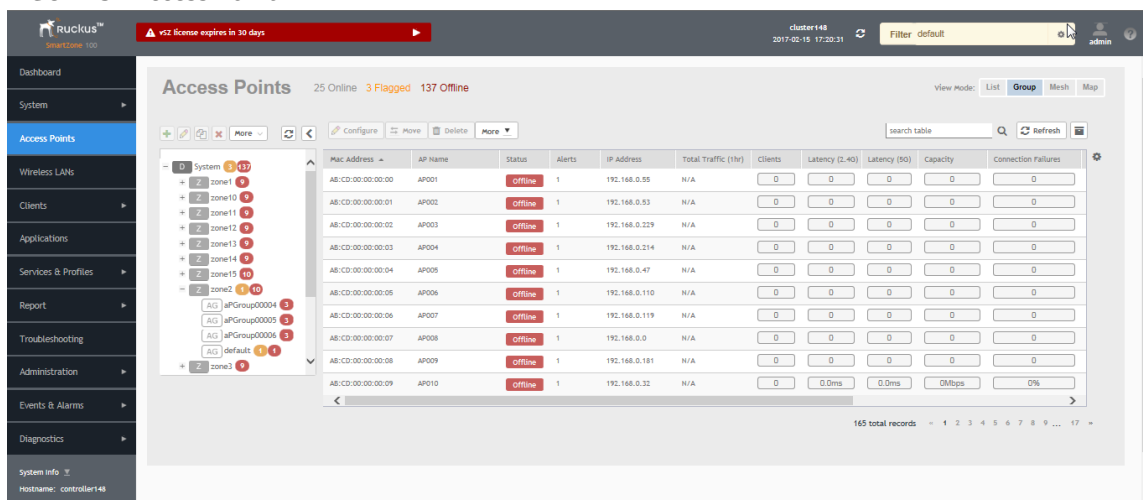 Ruckus™
SmartZone 100
vSZ license expires in 30 days
cluster148
2017-02-15 17:20:31
Filter default
admin
Dashboard
System
Access Points
Wireless LANs
Clients
Applications
Services & Profiles
Report
Troubleshooting
Administration
Events & Alarms
Diagnostics
System Info
Hostname: controller148
Access Points 25 Online 3 Flagged 137 Offline
View Mode: List Group Mesh Map
More
Configure Move Delete More
search table Refresh
D System 3 137
Z zone1 9
Z zone10 9
Z zone11 9
Z zone12 9
Z zone13 9
Z zone14 9
Z zone15 10
Z zone2 1 10
AG aPGroup00004 3
AG aPGroup00005 3
AG aPGroup00006 3
AG default 1 1
Z zone3 9
Mac Address AP Name Status Alerts IP Address Total Traffic (1hr) Clients Latency (2.4G) Latency (5G) Capacity Connection Failures
AB:CD:00:00:00:00 AP001 Offline 1 192.168.0.55 N/A 0 0 0 0 0
AB:CD:00:00:00:01 AP002 Offline 1 192.168.0.53 N/A 0 0 0 0 0
AB:CD:00:00:00:02 AP003 Offline 1 192.168.0.229 N/A 0 0 0 0 0
AB:CD:00:00:00:03 AP004 Offline 1 192.168.0.214 N/A 0 0 0 0 0
AB:CD:00:00:00:04 AP005 Offline 1 192.168.0.47 N/A 0 0 0 0 0
AB:CD:00:00:00:05 AP006 Offline 1 192.168.0.110 N/A 0 0 0 0 0
AB:CD:00:00:00:06 AP007 Offline 1 192.168.0.119 N/A 0 0 0 0 0
AB:CD:00:00:00:07 AP008 Offline 1 192.168.0.0 N/A 0 0 0 0 0
AB:CD:00:00:00:08 AP009 Offline 1 192.168.0.181 N/A 0 0 0 0 0
AB:CD:00:00:00:09 AP010 Offline 1 192.168.0.32 N/A 0 0.0ms 0.0ms 0Mbps 0%
165 total records « 1 2 3 4 5 6 7 8 9 ... 17 »